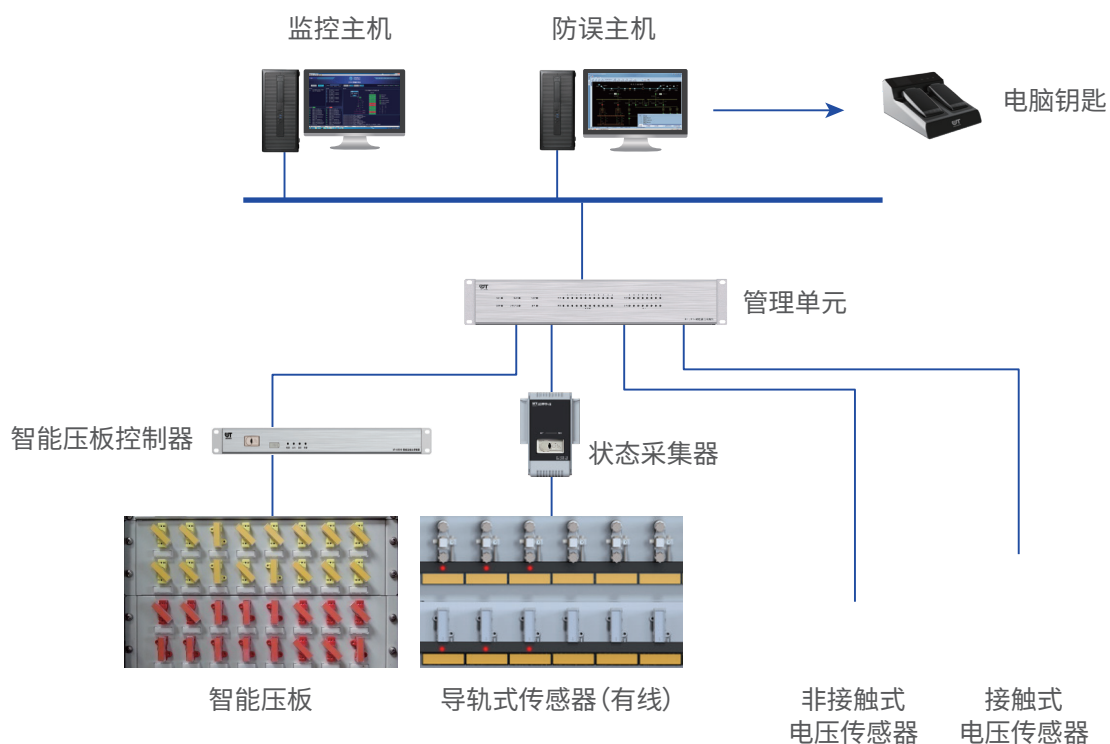 监控主机
防误主机
电脑钥匙
管理单元
智能压板控制器
状态采集器
智能压板
导轨式传感器(有线)
非接触式
电压传感器
接触式
电压传感器